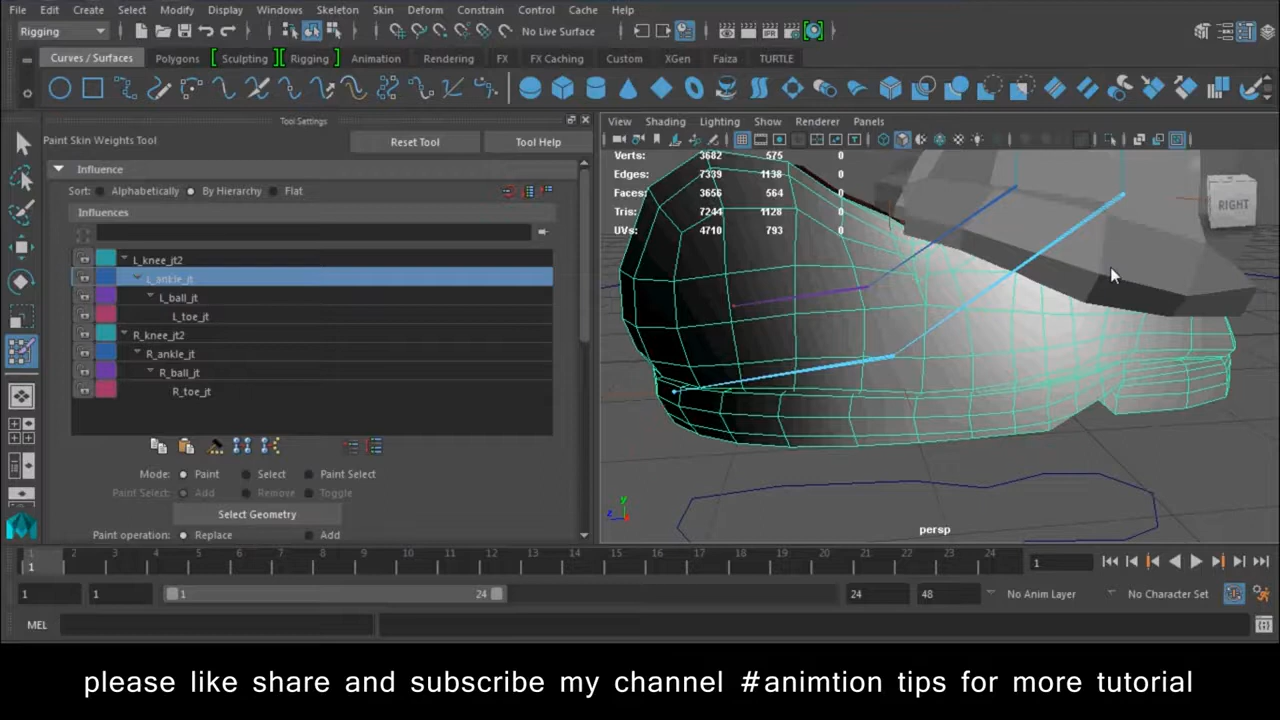 File Edit Create Select Modify Display Windows Skeleton Skin Deform Constrain Control Cache Help
Rigging No Live Surface
Curves / Surfaces Polygons Sculpting Rigging Animation Rendering FX FX Caching Custom XGen Faiza TURTLE
Tool Settings
Paint Skin Weights Tool Reset Tool Tool Help
Influence
Sort: Alphabetically By Hierarchy Flat
Influences
L_knee_jt2
L_ankle_jt
L_ball_jt
L_toe_jt
R_knee_jt2
R_ankle_jt
R_ball_jt
R_toe_jt
Mode: Paint Select Paint Select
Paint Select: Add Remove Toggle
Select Geometry
Paint operation: Replace Add
View Shading Lighting Show Renderer Panels
Verts: 3682 575 0
Edges: 7339 1138 0
Faces: 3656 564 0
Tris: 7244 1128 0
UVs: 4710 793 0
RIGHT
y
z
persp
1 2 3 4 5 6 7 8 9 10 11 12 13 14 15 16 17 18 19 20 21 22 23 24
1 1
1 1 1 24 24 48 No Anim Layer No Character Set
MEL
please like share and subscribe my channel #animtion tips for more tutorial